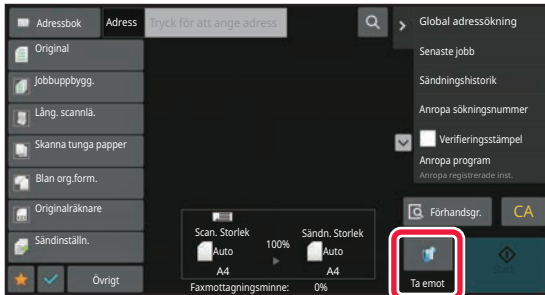 Adressbok
Adress
Tryck för att ange adress
Original
Jobbuppbygg.
Lång. scannlä.
Skanna tunga papper
Blan org.form.
Originalräknare
Sändinställn.
Övrigt
Scan. Storlek
Auto
A4
100%
Sändn. Storlek
Auto
A4
Faxmottagningsminne: 0%
Global adressökning
Senaste jobb
Sändningshistorik
Anropa sökningsnummer
Verifieringsstämpel
Anropa program
Anropa registrerade inst.
Förhandsgr.
CA
Ta emot
Start